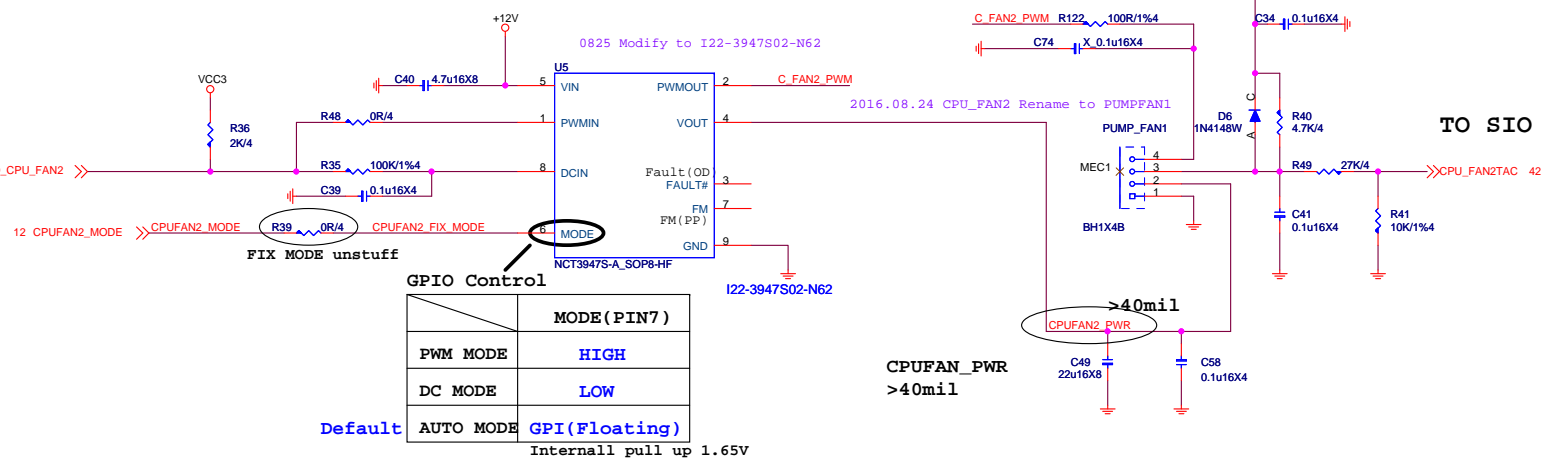 C_FAN2_PWM R122 100R/1%4
C34 0.1u16X4
+12V
0825 Modify to I22-3947S02-N62
C74 X_0.1u16X4
U5
VCC3
C40 4.7u16X8
5 VIN
PWMOUT 2 C_FAN2_PWM
2016.08.24 CPU_FAN2 Rename to PUMPFAN1
R48 0R/4
1 PWMIN
VOUT 4
R36
2K/4
PUMP_FAN1
D6
1N4148W
C
A
R40
4.7K/4
TO SIO
_CPU_FAN2
R35 100K/1%4
8 DCIN
Fault(OD)
FAULT# 3
MEC1
4
3
2
1
R49 27K/4
CPU_FAN2TAC 42
C39 0.1u16X4
FM 7
FM(PP)
BH1X4B
C41
0.1u16X4
R41
10K/1%4
12 CPUFAN2_MODE CPUFAN2_MODE R39 0R/4 CPUFAN2_FIX_MODE
6 MODE
GND 9
FIX MODE unstuff
NCT3947S-A_SOP8-HF
I22-3947S02-N62
GPIO Control
MODE(PIN7)
PWM MODE HIGH
DC MODE LOW
Default AUTO MODE GPI(Floating)
Internall pull up 1.65V
>40mil
CPUFAN2_PWR
CPUFAN_PWR
>40mil
C49
22u16X8
C58
0.1u16X4